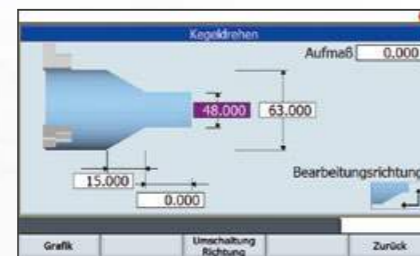 Kegeldrehen
Aufmaß 0.000
48.000 63.000
15.000
0.000
Bearbeitungsrichtung
Grafik Umschaltung Richtung Zurück